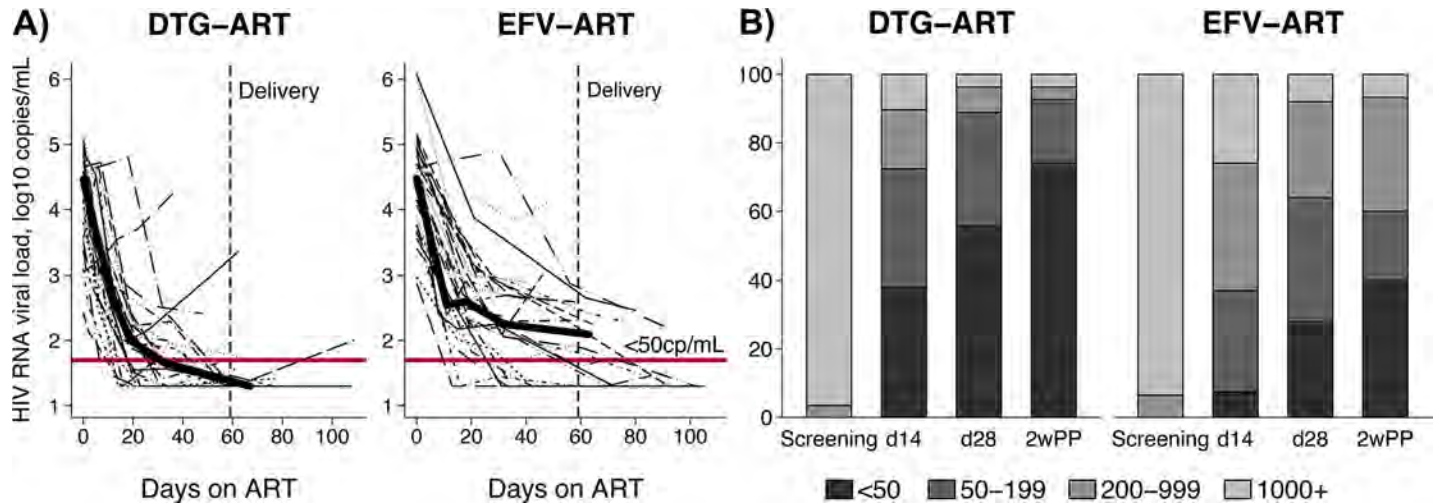 A)
DTG–ART
EFV–ART
HIV RNA viral load, log10 copies/mL
6
5
4
3
2
1
Delivery
0 20 40 60 80 100
6
5
4
3
2
1
Delivery
<50cp/mL
0 20 40 60 80 100
Days on ART
Days on ART
B)
DTG–ART
EFV–ART
100
80
60
40
20
0
Screening d14 d28 2wPP
Screening d14 d28 2wPP
<50 50–199 200–999 1000+